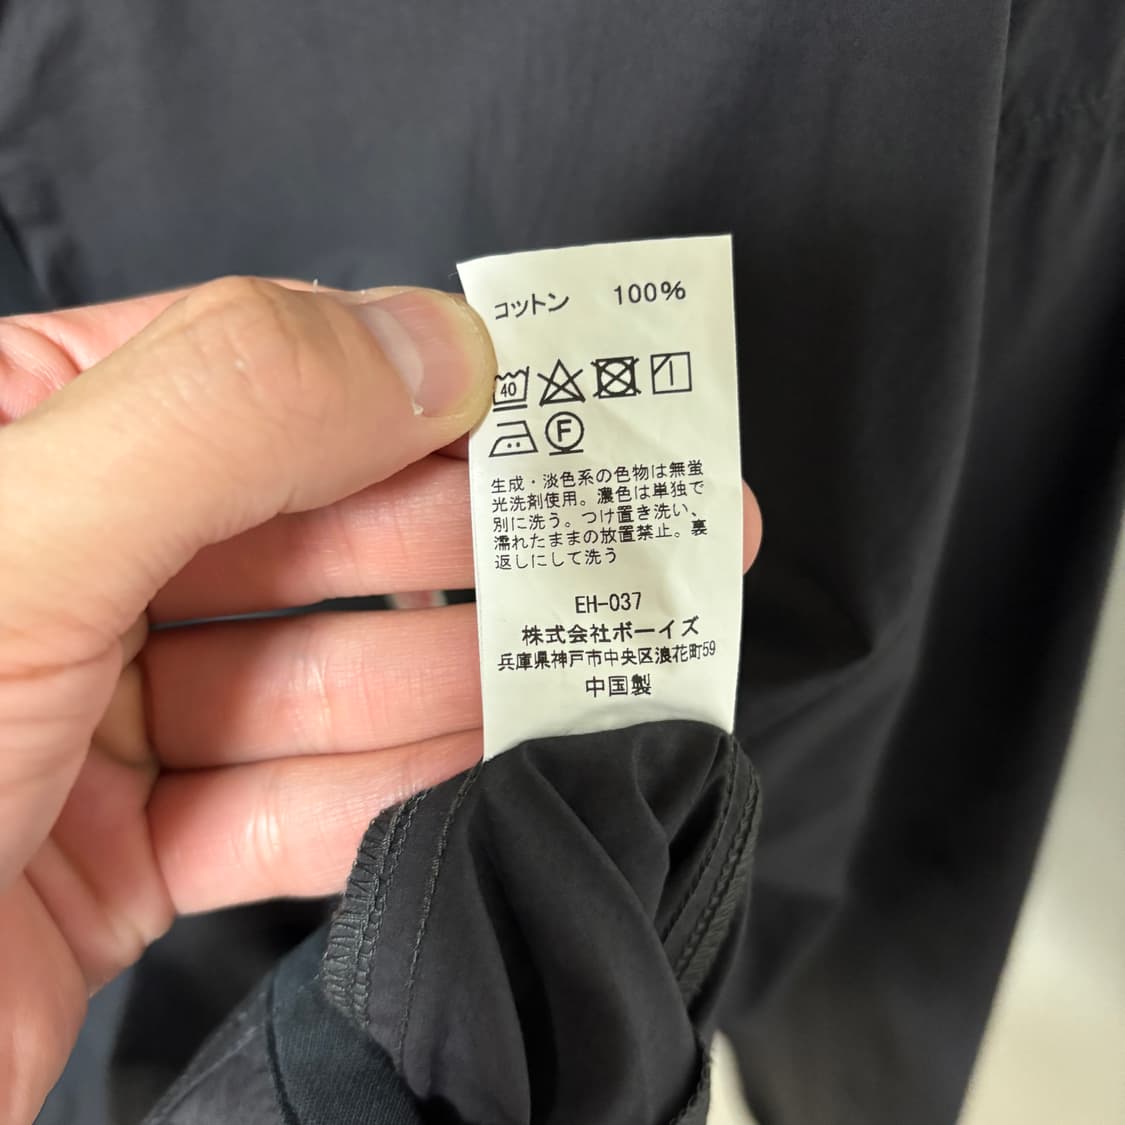 コットン 100%
40
F
生成・淡色系の色物は無蛍
光洗剤使用。濃色は単独で
別に洗う。つけ置き洗い、
濡れたままの放置禁止。裏
返しにして洗う
EH-037
株式会社ボーイズ
兵庫県神戸市中央区浪花町59
中国製